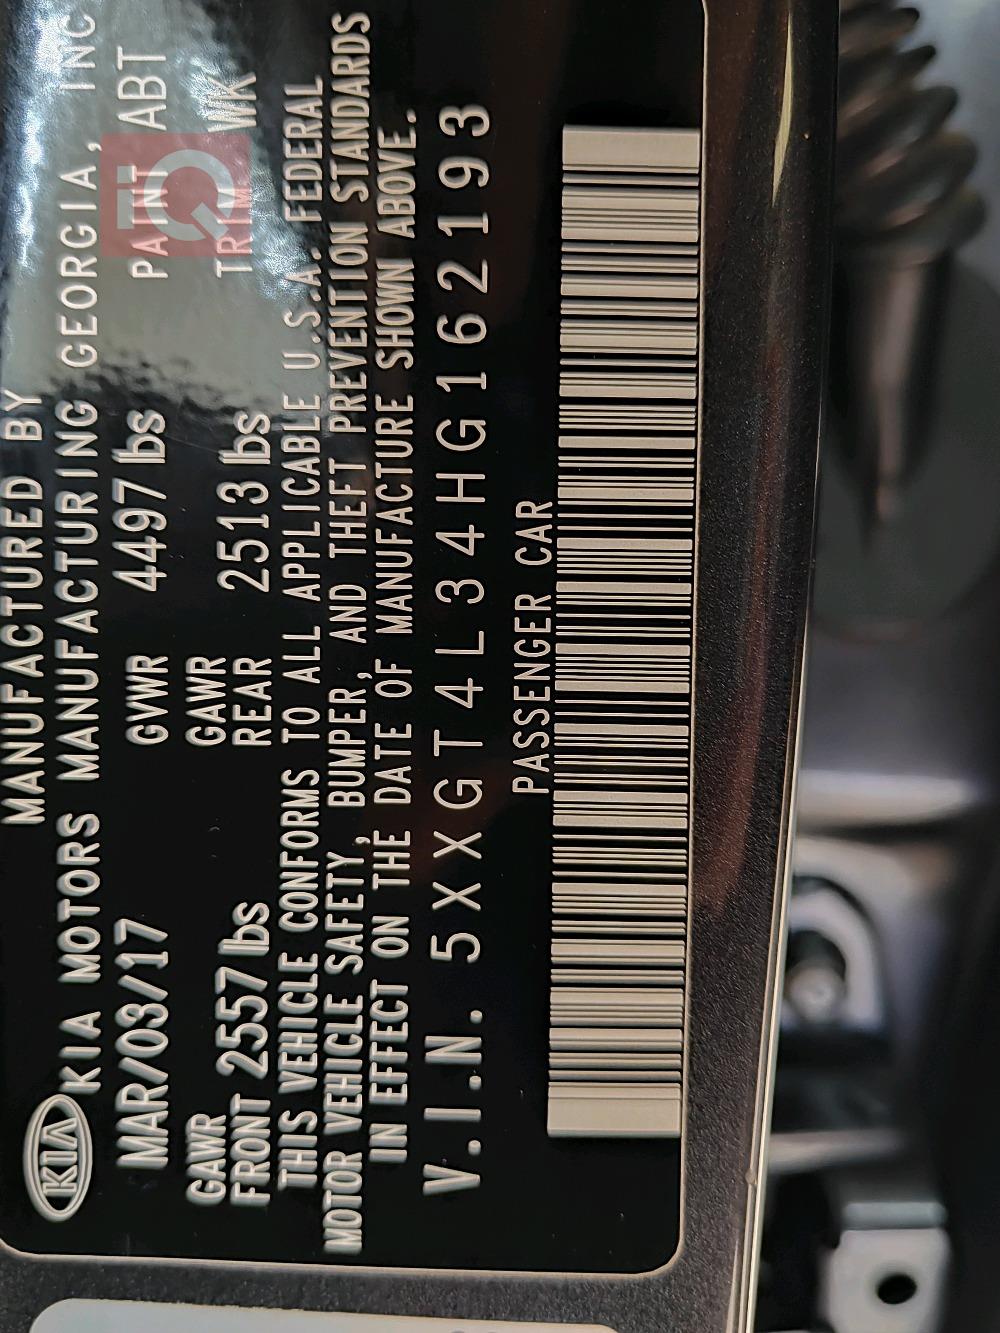 MANUFACTURED BY
KIA KIA MOTORS MANUFACTURING GEORGIA, INC
MAR/03/17 GVWR 4497 lbs PAINT ABT
GAWR FRONT 2557 lbs GAWR REAR 2513 lbs TRIM WK
THIS VEHICLE CONFORMS TO ALL APPLICABLE U.S.A. FEDERAL
MOTOR VEHICLE SAFETY, BUMPER, AND THEFT PREVENTION STANDARDS
IN EFFECT ON THE DATE OF MANUFACTURE SHOWN ABOVE.
V.I.N. 5XXGT4L34HG162193
PASSENGER CAR
iQ